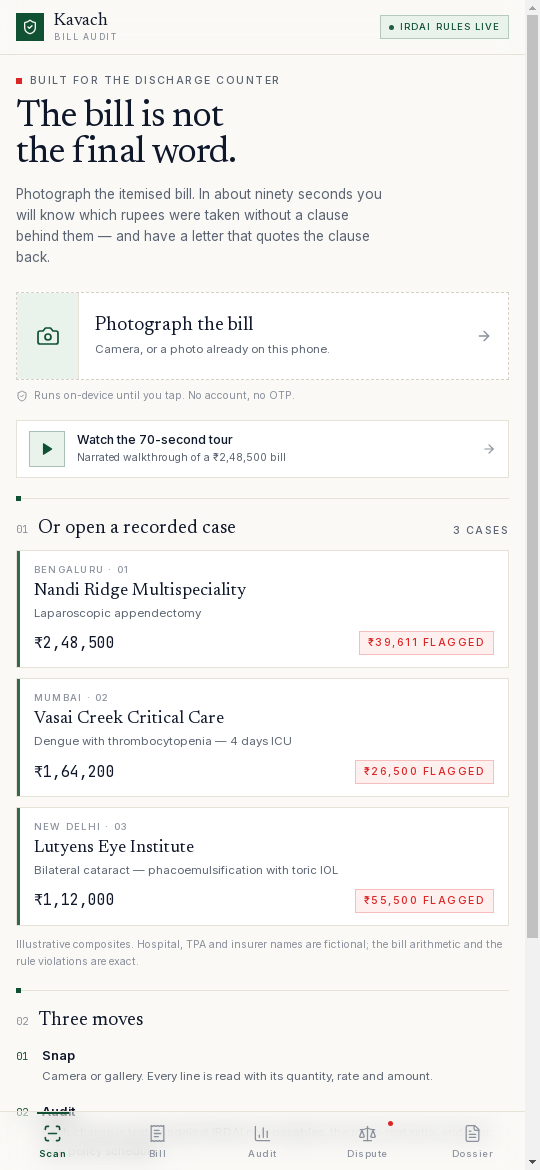 Kavach
BILL AUDIT
IRDAI RULES LIVE
BUILT FOR THE DISCHARGE COUNTER
The bill is not
the final word.
Photograph the itemised bill. In about ninety seconds you
will know which rupees were taken without a clause
behind them — and have a letter that quotes the clause
back.
Photograph the bill
Camera, or a photo already on this phone.
Runs on-device until you tap. No account, no OTP.
Watch the 70-second tour
Narrated walkthrough of a ₹2,48,500 bill
01 Or open a recorded case 3 CASES
BENGALURU · 01
Nandi Ridge Multispeciality
Laparoscopic appendectomy
₹2,48,500 ₹39,611 FLAGGED
MUMBAI · 02
Vasai Creek Critical Care
Dengue with thrombocytopenia — 4 days ICU
₹1,64,200 ₹26,500 FLAGGED
NEW DELHI · 03
Lutyens Eye Institute
Bilateral cataract — phacoemulsification with toric IOL
₹1,12,000 ₹55,500 FLAGGED
Illustrative composites. Hospital, TPA and insurer names are fictional; the bill arithmetic and the
rule violations are exact.
02 Three moves
01 Snap
Camera or gallery. Every line is read with its quantity, rate and amount.
02 Audit
Scan Bill Audit Dispute Dossier